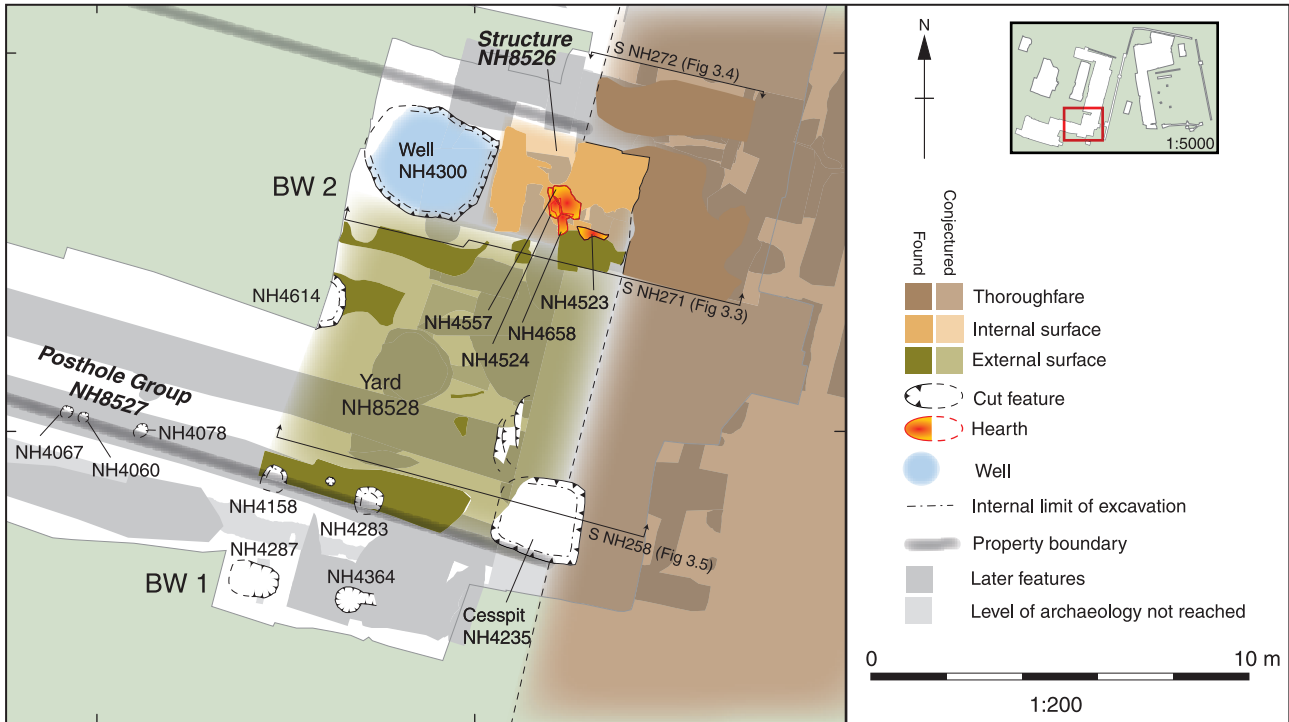 Structure
NH8526
S NH272 (Fig 3.4)
Well
NH4300
BW 2
S NH271 (Fig 3.3)
NH4614
NH4523
NH4557
NH4658
NH4524
Posthole Group
NH8527
Yard
NH8528
NH4078
NH4067
NH4060
NH4158
NH4283
S NH258 (Fig 3.5)
NH4287
NH4364
BW 1
Cesspit
NH4235
N
1:5000
Found
Conjectured
Thoroughfare
Internal surface
External surface
Cut feature
Hearth
Well
Internal limit of excavation
Property boundary
Later features
Level of archaeology not reached
0 10 m
1:200